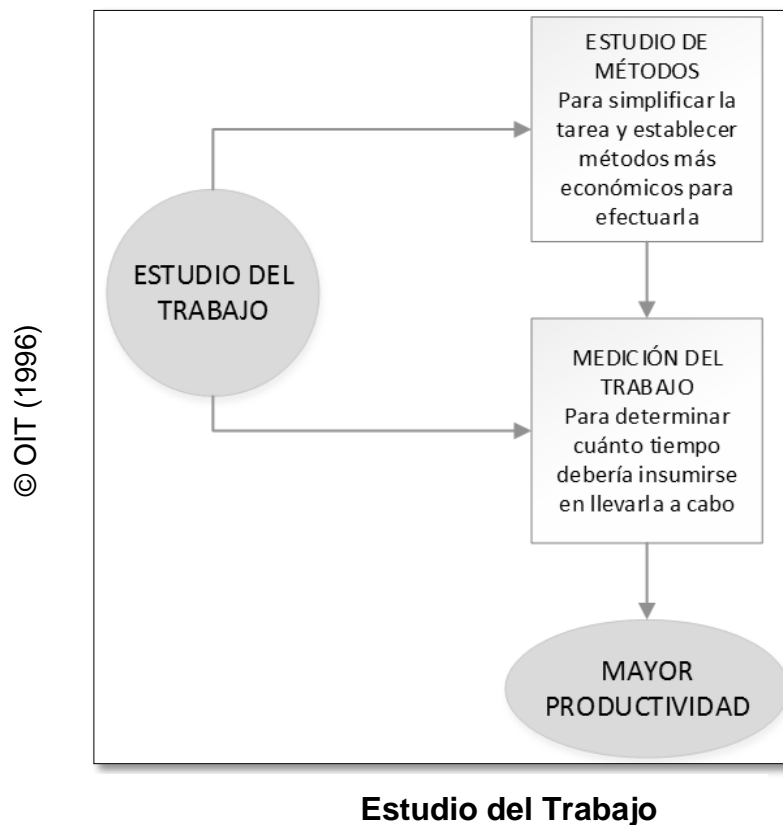 ESTUDIO DE
MÉTODOS
Para simplificar la
tarea y establecer
métodos más
económicos para
efectuarla
ESTUDIO DEL
TRABAJO
MEDICIÓN DEL
TRABAJO
Para determinar
cuánto tiempo
debería insumirse
en llevarla a cabo
MAYOR
PRODUCTIVIDAD
© OIT (1996)
Estudio del Trabajo